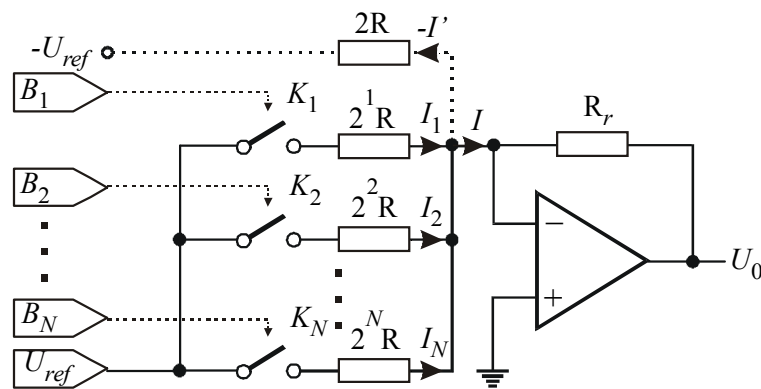 2R -I’
-U_ref
B_1 K_1
2^1R I_1 I R_r
B_2 K_2
2^2R I_2
−
U_0
+
B_N K_N
2^NR I_N
U_ref